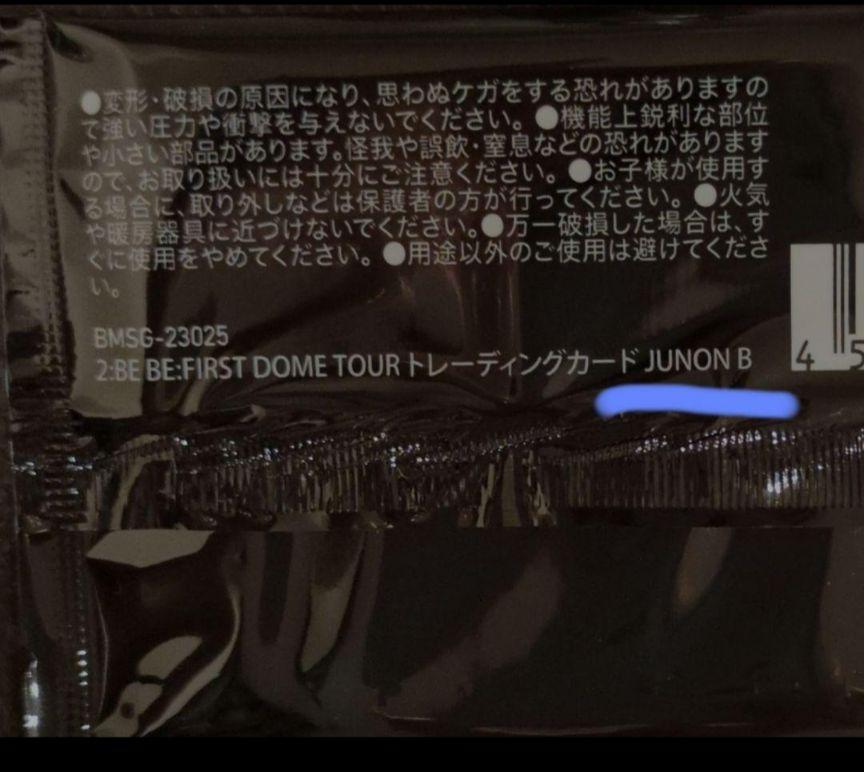 ●変形・破損の原因になり、思わぬケガをする恐れがありますの
で強い圧力や衝撃を与えないでください。●機能上鋭利な部位
や小さい部品があります。怪我や誤飲・窒息などの恐れがあります
ので、お取り扱いには十分にご注意ください。●お子様が使用す
る場合に、取り外しなどは保護者の方が行ってください。●火気
や暖房器具に近づけないでください。●万一破損した場合は、す
ぐに使用をやめてください。●用途以外のご使用は避けてくださ
い。
BMSG-23025
2:BE BE:FIRST DOME TOURトレーディングカード JUNON B
4 5